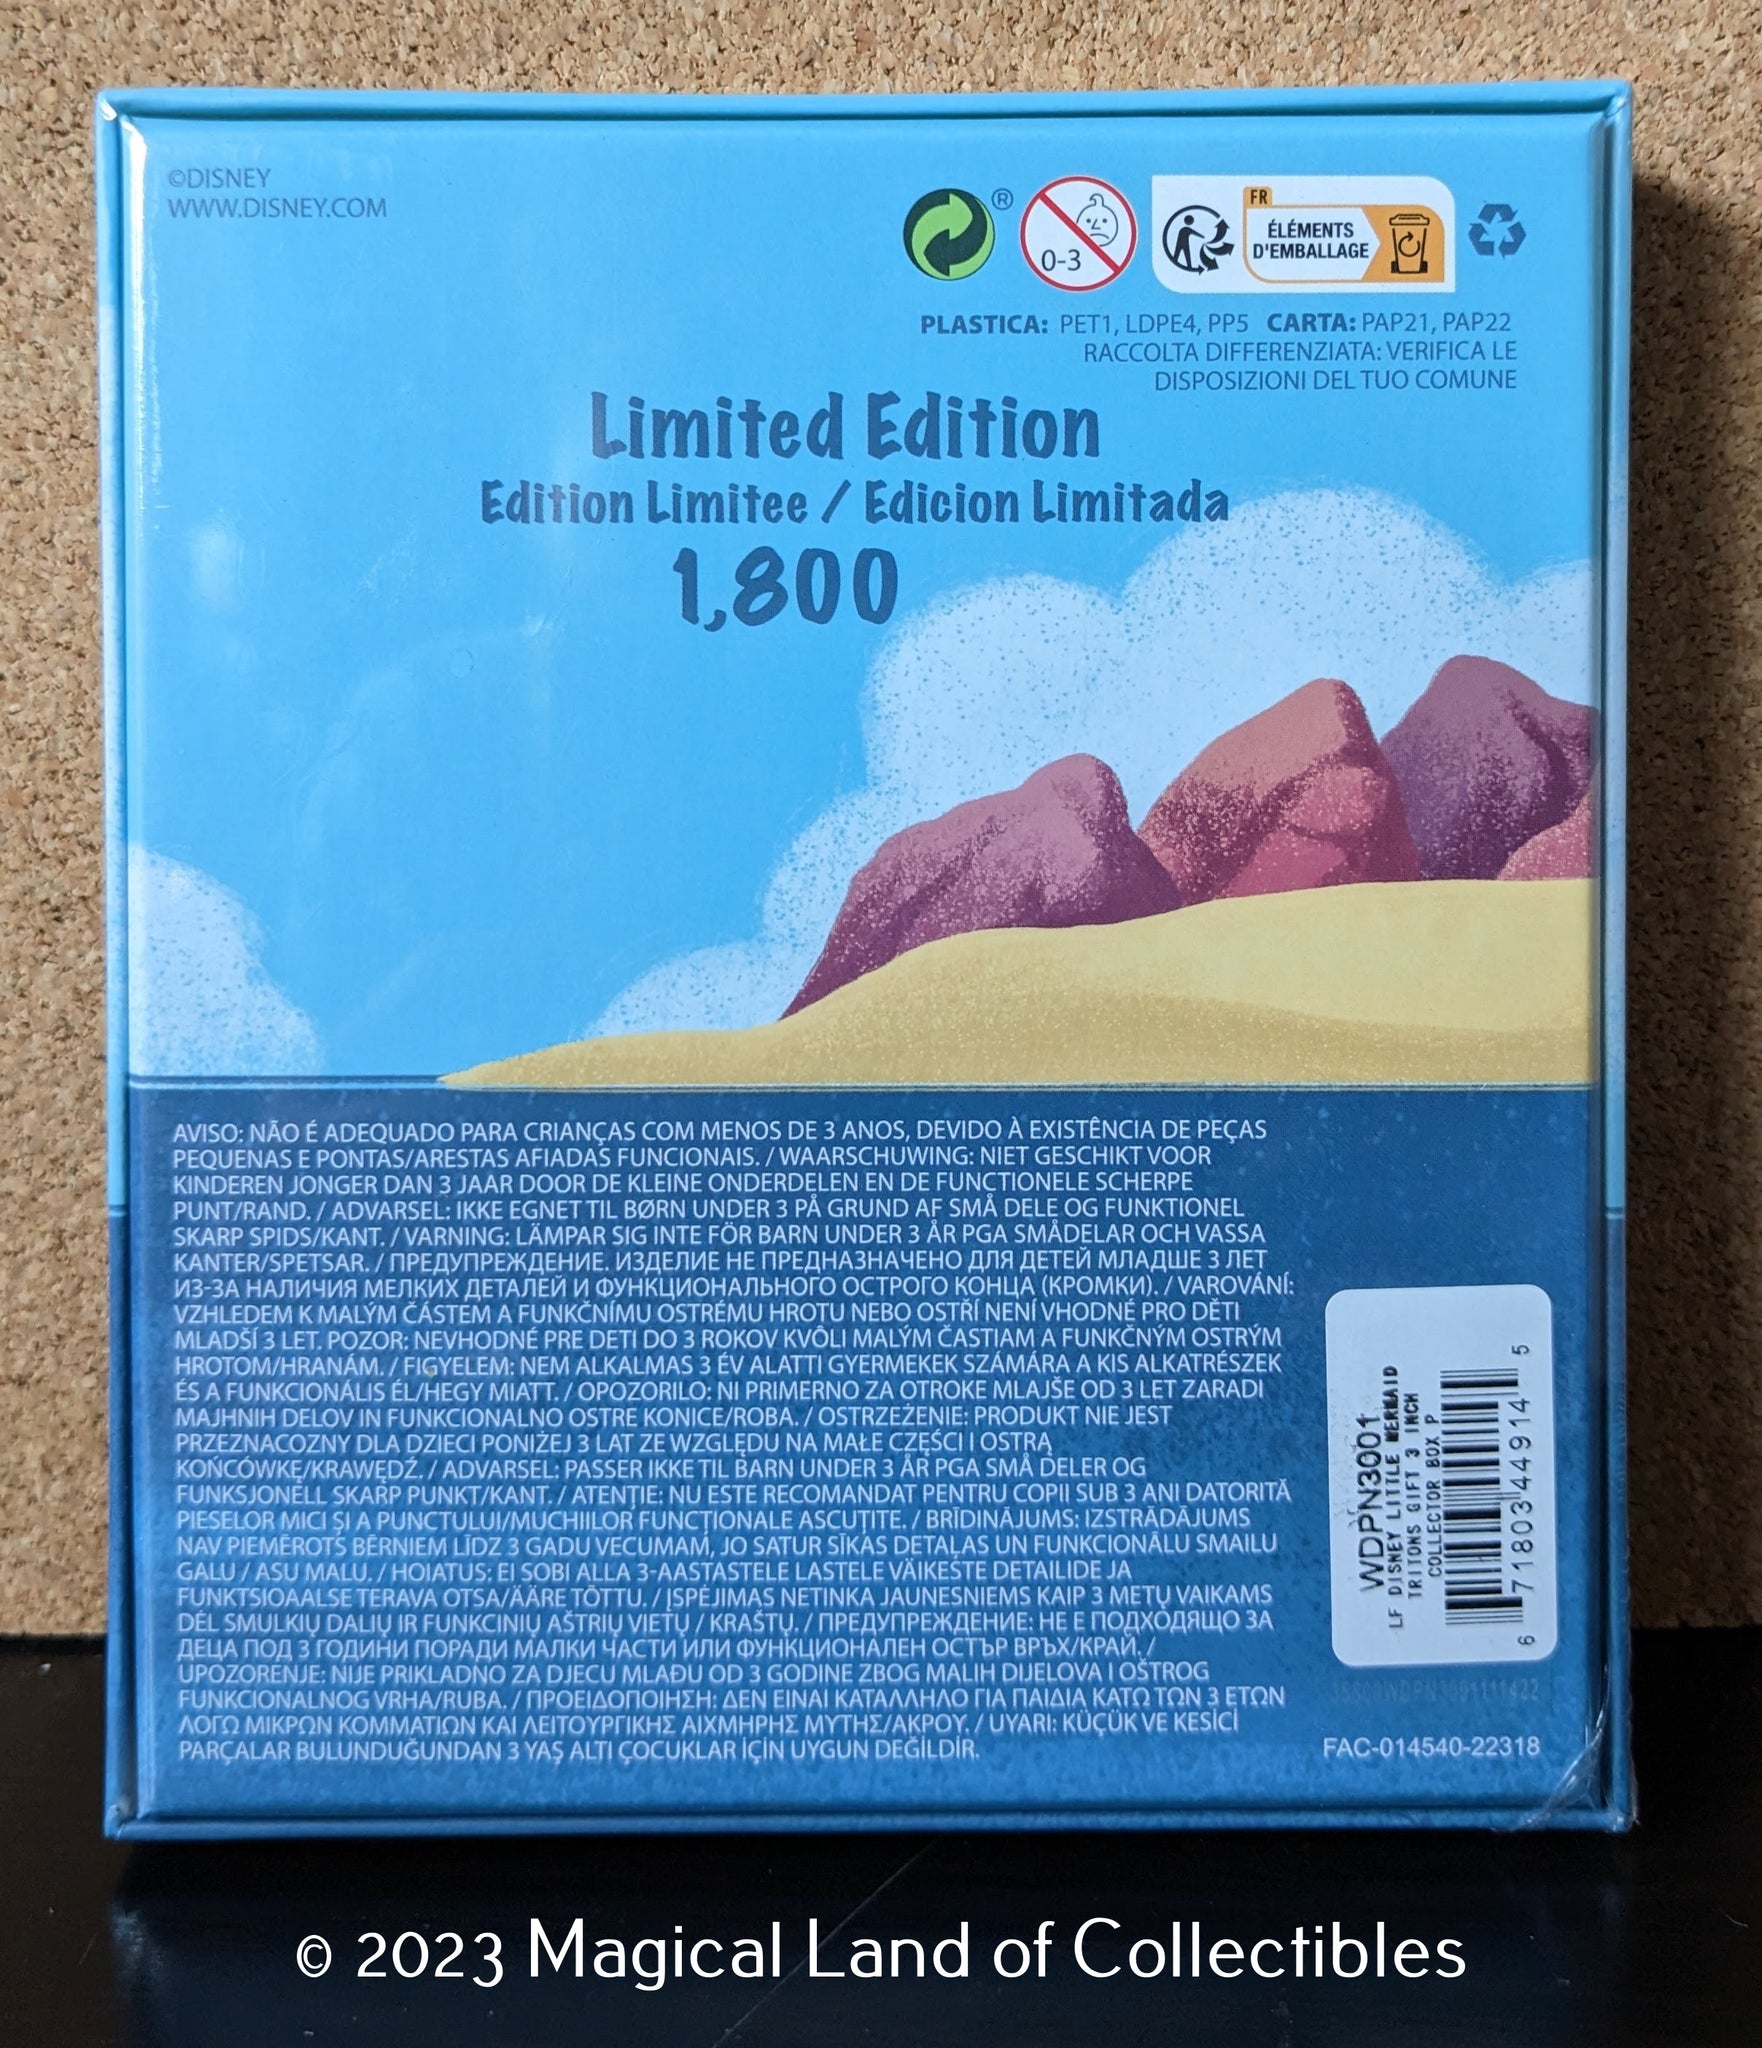 ©DISNEY
WWW.DISNEY.COM
®
0-3
FR
ÉLÉMENTS
D'EMBALLAGE
PLASTICA: PET1, LDPE4, PP5 CARTA: PAP21, PAP22
RACCOLTA DIFFERENZIATA: VERIFICA LE
DISPOSIZIONI DEL TUO COMUNE
Limited Edition
Edition Limitee / Edicion Limitada
1,800
AVISO: NÃO É ADEQUADO PARA CRIANÇAS COM MENOS DE 3 ANOS, DEVIDO À EXISTÊNCIA DE PEÇAS
PEQUENAS E PONTAS/ARESTAS AFIADAS FUNCIONAIS. / WAARSCHUWING: NIET GESCHIKT VOOR
KINDEREN JONGER DAN 3 JAAR DOOR DE KLEINE ONDERDELEN EN DE FUNCTIONELE SCHERPE
PUNT/RAND. / ADVARSEL: IKKE EGNET TIL BØRN UNDER 3 PÅ GRUND AF SMÅ DELE OG FUNKTIONEL
SKARP SPIDS/KANT. / VARNING: LÄMPAR SIG INTE FÖR BARN UNDER 3 ÅR PGA SMÅDELAR OCH VASSA
KANTER/SPETSAR. / ПРЕДУПРЕЖДЕНИЕ. ИЗДЕЛИЕ НЕ ПРЕДНАЗНАЧЕНО ДЛЯ ДЕТЕЙ МЛАДШЕ 3 ЛЕТ
ИЗ-ЗА НАЛИЧИЯ МЕЛКИХ ДЕТАЛЕЙ И ФУНКЦИОНАЛЬНОГО ОСТРОГО КОНЦА (КРОМКИ). / VAROVÁNÍ:
VZHLEDEM K MALÝM ČÁSTEM A FUNKČNÍMU OSTRÉMU HROTU NEBO OSTŘÍ NENÍ VHODNÉ PRO DĚTI
MLADŠÍ 3 LET. POZOR: NEVHODNÉ PRE DETI DO 3 ROKOV KVÔLI MALÝM ČASTIAM A FUNKČNÝM OSTRÝM
HROTOM/HRANÁM. / FIGYELEM: NEM ALKALMAS 3 ÉV ALATTI GYERMEKEK SZÁMÁRA A KIS ALKATRÉSZEK
ÉS A FUNKCIONÁLIS ÉL/HEGY MIATT. / OPOZORILO: NI PRIMERNO ZA OTROKE MLAJŠE OD 3 LET ZARADI
MAJHNIH DELOV IN FUNKCIONALNO OSTRE KONICE/ROBA. / OSTRZEŻENIE: PRODUKT NIE JEST
PRZEZNACOZNY DLA DZIECI PONIŻEJ 3 LAT ZE WZGLĘDU NA MAŁE CZĘŚCI I OSTRĄ
KOŃCÓWKĘ/KRAWĘDŹ. / ADVARSEL: PASSER IKKE TIL BARN UNDER 3 ÅR PGA SMÅ DELER OG
FUNKSJONELL SKARP PUNKT/KANT. / ATENȚIE: NU ESTE RECOMANDAT PENTRU COPII SUB 3 ANI DATORITĂ
PIESELOR MICI ȘI A PUNCTULUI/MUCHIILOR FUNCȚIONALE ASCUȚITE. / BRĪDINĀJUMS: IZSTRĀDĀJUMS
NAV PIEMĒROTS BĒRNIEM LĪDZ 3 GADU VECUMAM, JO SATUR SĪKĀS DETAĻAS UN FUNKCIONĀLU SMAILU
GALU / ASU MALU. / HOIATUS: EI SOBI ALLA 3-AASTASTELE LASTELE VÄIKESTE DETAILIDE JA
FUNKTSIOAALSE TERAVA OTSA/ÄÄRE TÕTTU. / ĮSPĖJIMAS NETINKA JAUNESNIEMS KAIP 3 METŲ VAIKAMS
DĖL SMULKIŲ DALIŲ IR FUNKCINIŲ AŠTRIŲ VIETŲ / KRAŠTŲ. / ПРЕДУПРЕЖДЕНИЕ: НЕ Е ПОДХОДЯЩО ЗА
ДЕЦА ПОД 3 ГОДИНИ ПОРАДИ МАЛКИ ЧАСТИ ИЛИ ФУНКЦИОНАЛЕН ОСТЪР ВРЪХ/КРАЙ. /
UPOZORENJE: NIJE PRIKLADNO ZA DJECU MLAĐU OD 3 GODINE ZBOG MALIH DIJELOVA I OŠTROG
FUNKCIONALNOG VRHA/RUBA. / ΠΡΟΕΙΔΟΠΟΙΗΣΗ: ΔΕΝ ΕΙΝΑΙ ΚΑΤΑΛΛΗΛΟ ΓΙΑ ΠΑΙΔΙΑ ΚΑΤΩ ΤΩΝ 3 ΕΤΩΝ
ΛΟΓΩ ΜΙΚΡΩΝ ΚΟΜΜΑΤΙΩΝ ΚΑΙ ΛΕΙΤΟΥΡΓΙΚΗΣ ΑΙΧΜΗΡΗΣ ΜΥΤΗΣ/ΑΚΡΟΥ. / UYARI: KÜÇÜK VE KESİCİ
PARÇALAR BULUNDUĞUNDAN 3 YAŞ ALTI ÇOCUKLAR İÇİN UYGUN DEĞİLDİR.
WDPN3001
LF DISNEY LITTLE MERMAID
TRITONS GIFT 3 INCH
COLLECTOR BOX P
6 71803 44914 5
FAC-014540-22318
© 2023 Magical Land of Collectibles